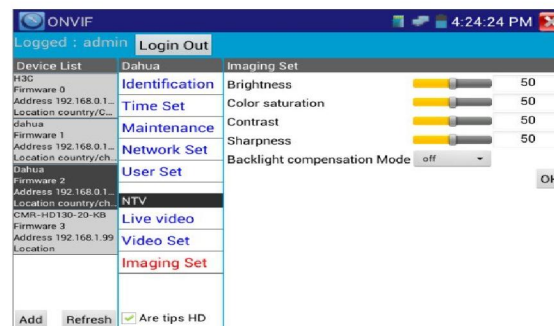 ONVIF
4:24:24 PM
Logged : admin
Login Out
Device List
H3C
Firmware 0
Address 192.168.0.1...
Location country/C...
dahua
Firmware 1
Address 192.168.0.1...
Location country/ch...
Dahua
Firmware 2
Address 192.168.0.1...
Location country/ch...
CMR-HD130-20-KB
Firmware 3
Address 192.168.1.99
Location
Add Refresh
Dahua
Identification
Time Set
Maintenance
Network Set
User Set
NTV
Live video
Video Set
Imaging Set
Are tips HD
Imaging Set
Brightness 50
Color saturation 50
Contrast 50
Sharpness 50
Backlight compensation Mode off
OK